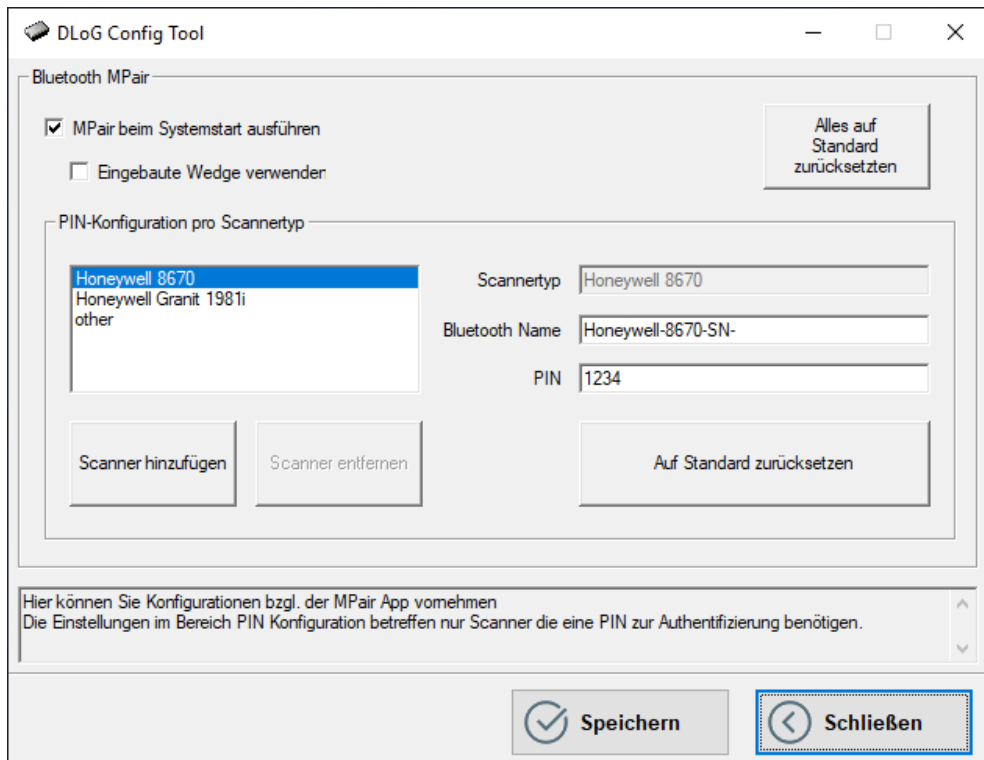 DLoG Config Tool
Bluetooth MPair
MPair beim Systemstart ausführen
Alles auf
Standard
zurücksetzten
Eingebaute Wedge verwenden
PIN-Konfiguration pro Scannertyp
Honeywell 8670
Honeywell Granit 1981i
other
Scannertyp
Honeywell 8670
Bluetooth Name
Honeywell-8670-SN-
PIN
1234
Scanner hinzufügen
Scanner entfernen
Auf Standard zurücksetzen
Hier können Sie Konfigurationen bzgl. der MPair App vornehmen
Die Einstellungen im Bereich PIN Konfiguration betreffen nur Scanner die eine PIN zur Authentifizierung benötigen.
Speichern
Schließen